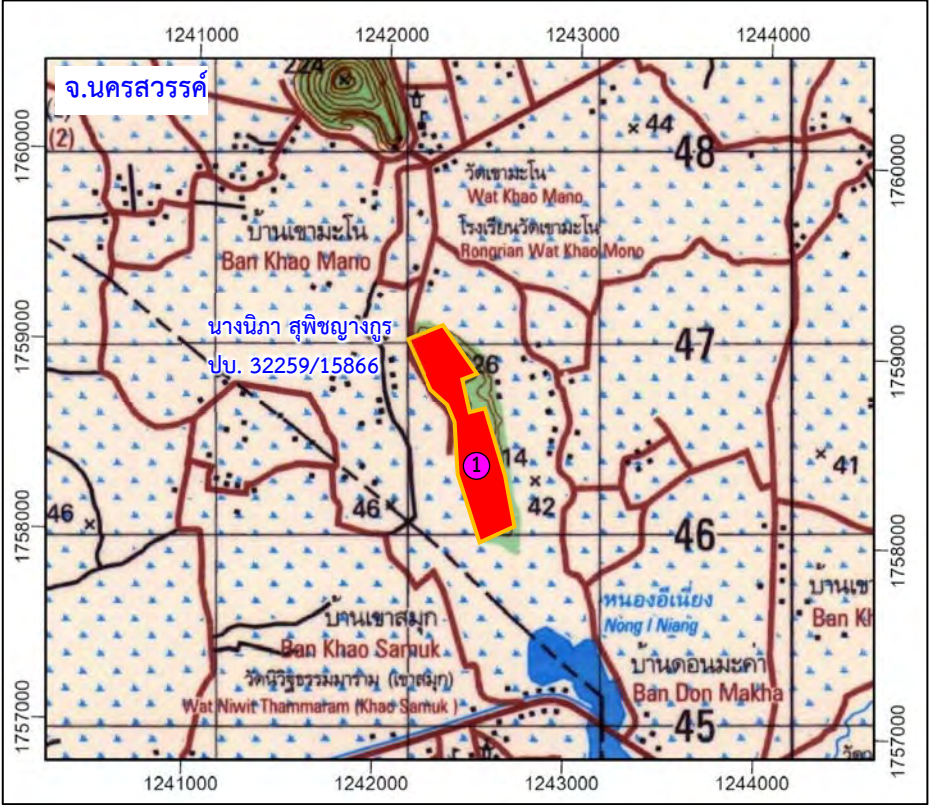 1241000 1242000 1243000 1244000
จ.นครสวรรค์
224
44
48
(2)
1760000
1760000
วัดเขามะโน
Wat Khao Mano
บ้านเขามะโน
Ban Khao Mano
โรงเรียนวัดเขามะโน
Rongrian Wat Khao Mono
1759000
1759000
นางนิภา สุพิชญางกูร
ปบ. 32259/15866
47
26
1
14
42
41
46
46
46
1758000
1758000
หนองอีเนี่ยง
Nong I Niang
บ้านเขาสมุก
Ban Khao Samuk
วัดนิวิฐธรรมมาราม (เขาสมุก)
Wat Niwit Thammaram (Khao Samuk )
บ้านดอนมะค่า
Ban Don Makha
บ้านเขา
Ban Kh
45
1757000
1757000
1241000 1242000 1243000 1244000